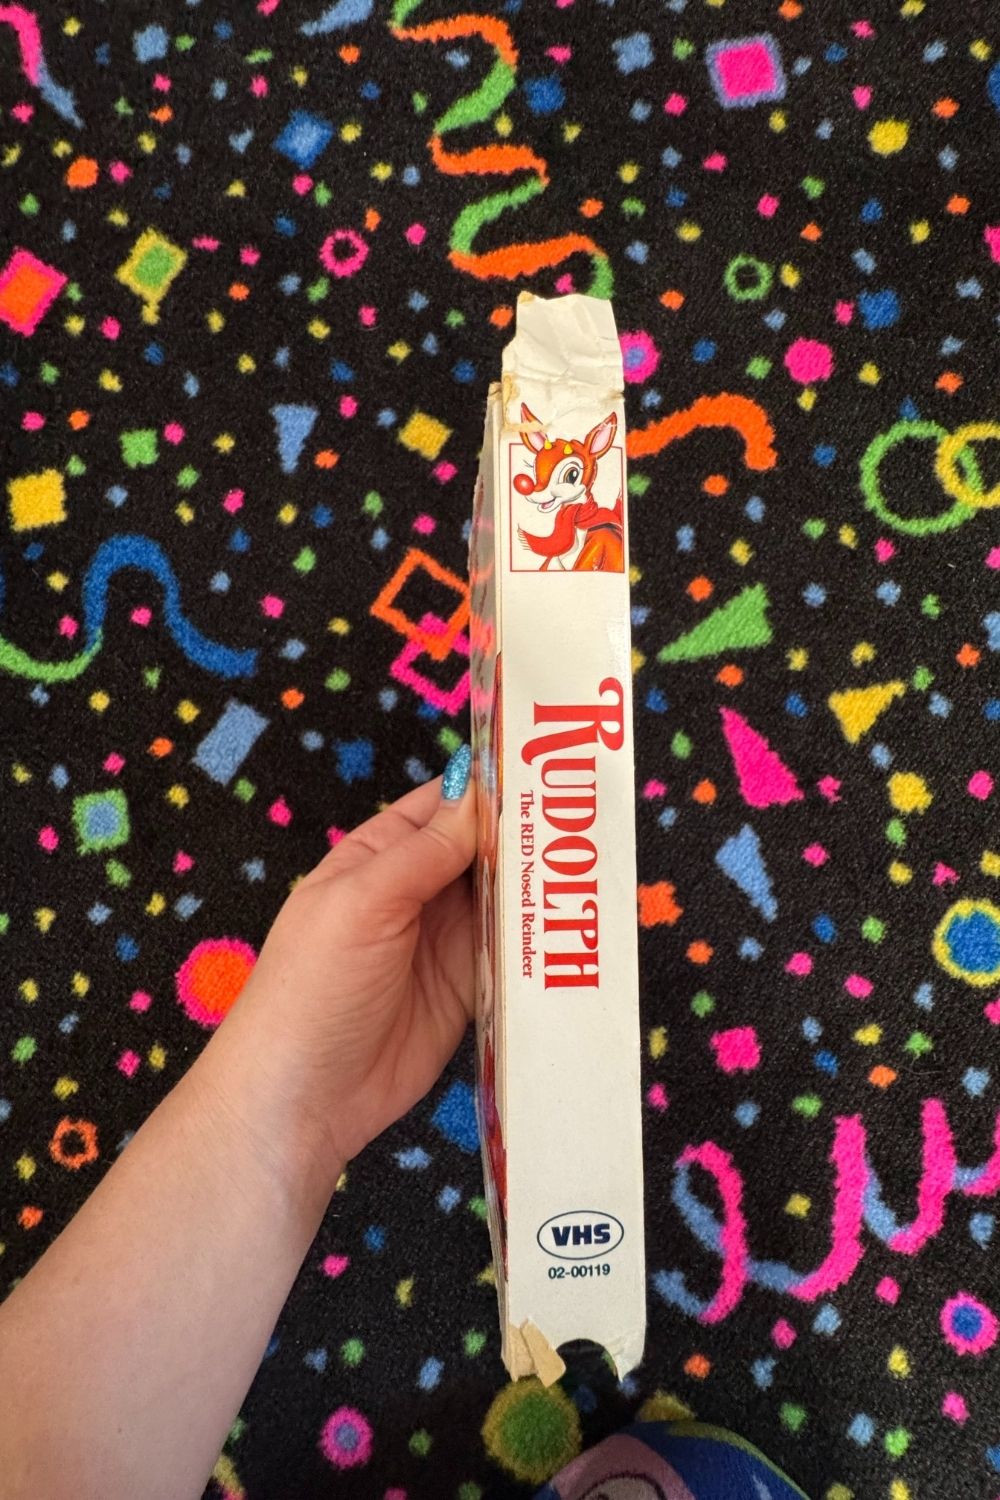 RUDOLPH
The RED Nosed Reindeer
VHS
02-00119